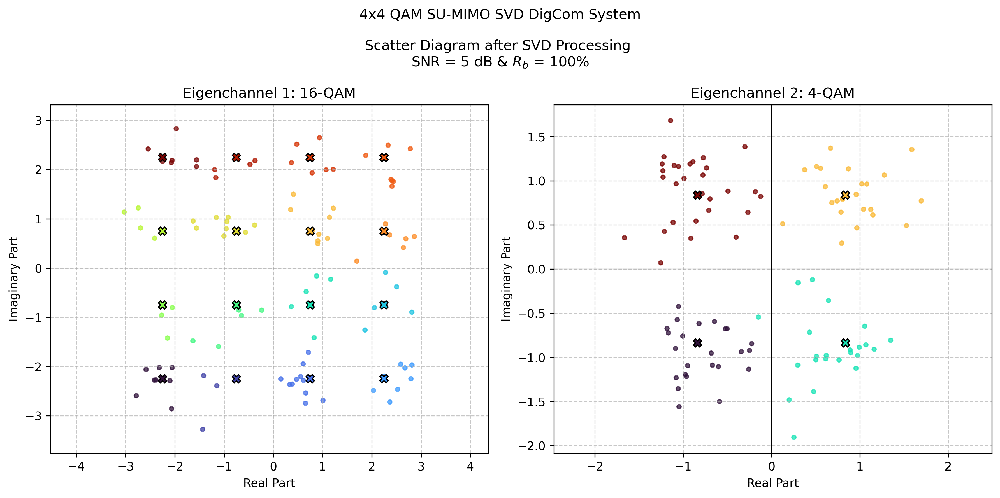 4x4 QAM SU-MIMO SVD DigCom System
Scatter Diagram after SVD Processing
SNR = 5 dB & R_b = 100%
Eigenchannel 1: 16-QAM
Imaginary Part
3
2
1
0
−1
−2
−3
−4 −3 −2 −1 0 1 2 3 4
Real Part
Eigenchannel 2: 4-QAM
Imaginary Part
1.5
1.0
0.5
0.0
−0.5
−1.0
−1.5
−2.0
−2 −1 0 1 2
Real Part